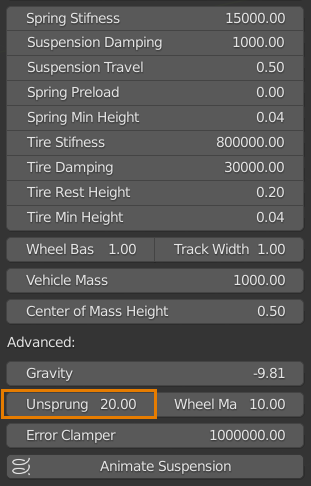 Spring Stifness 15000.00
Suspension Damping 1000.00
Suspension Travel 0.50
Spring Preload 0.00
Spring Min Height 0.04
Tire Stifness 800000.00
Tire Damping 30000.00
Tire Rest Height 0.20
Tire Min Height 0.04
Wheel Bas 1.00 Track Width 1.00
Vehicle Mass 1000.00
Center of Mass Height 0.50
Advanced:
Gravity -9.81
Unsprung 20.00 Wheel Ma 10.00
Error Clamper 1000000.00
Animate Suspension